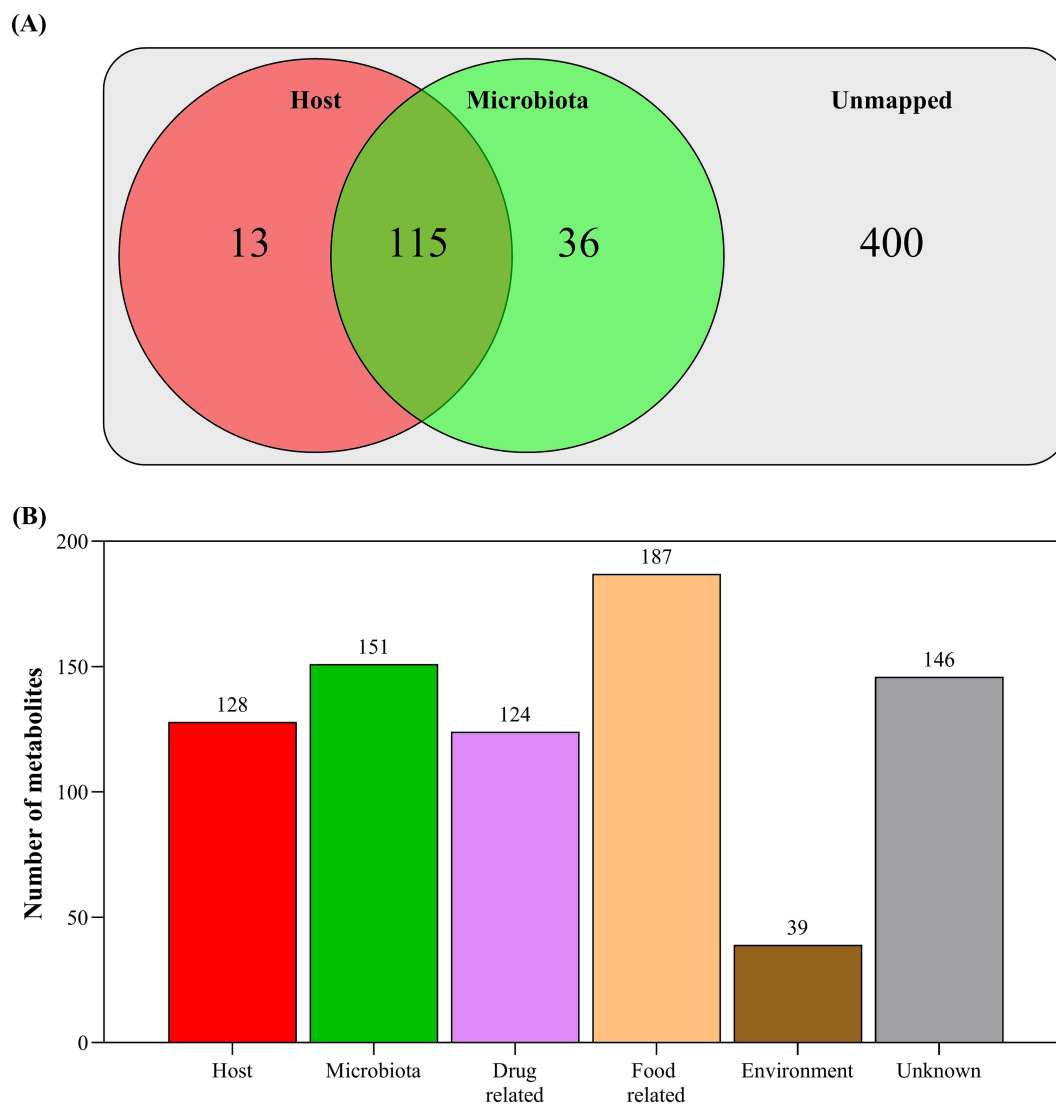 (A)
Host Microbiota Unmapped
13 115 36 400
(B)
Number of metabolites
200
150
100
50
0
128
151
124
187
39
146
Host
Microbiota
Drug
related
Food
related
Environment
Unknown